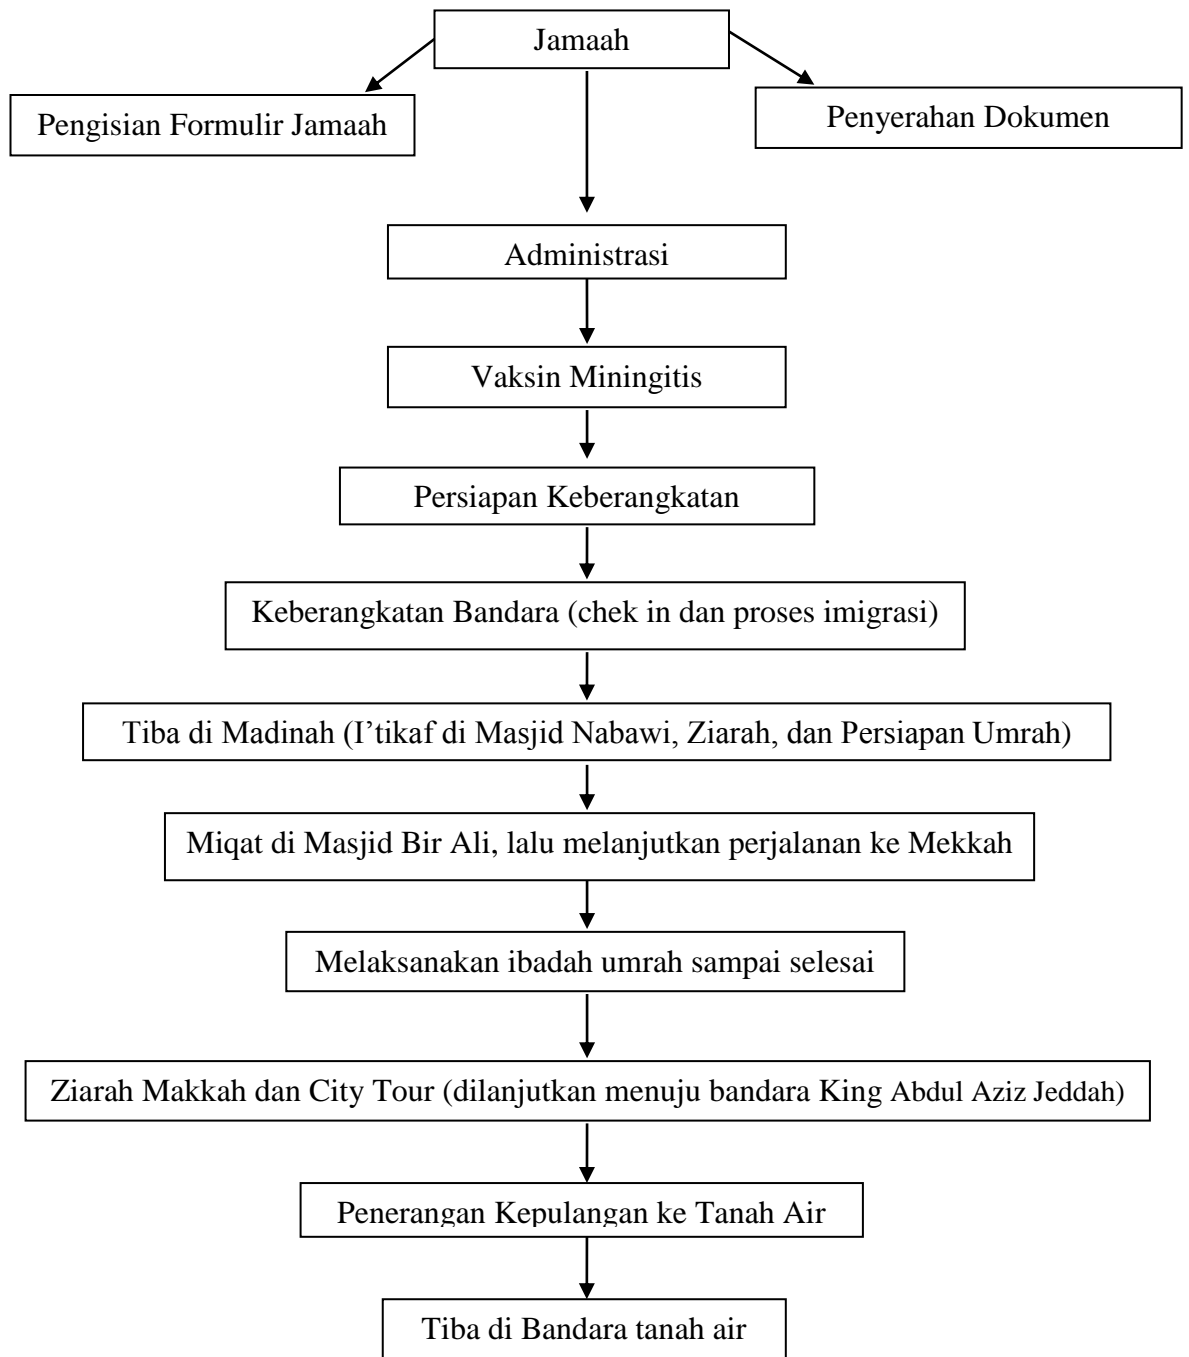 Jamaah
Pengisian Formulir Jamaah
Penyerahan Dokumen
Administrasi
Vaksin Miningitis
Persiapan Keberangkatan
Keberangkatan Bandara (chek in dan proses imigrasi)
Tiba di Madinah (I’tikaf di Masjid Nabawi, Ziarah, dan Persiapan Umrah)
Miqat di Masjid Bir Ali, lalu melanjutkan perjalanan ke Mekkah
Melaksanakan ibadah umrah sampai selesai
Ziarah Makkah dan City Tour (dilanjutkan menuju bandara King Abdul Aziz Jeddah)
Penerangan Kepulangan ke Tanah Air
Tiba di Bandara tanah air